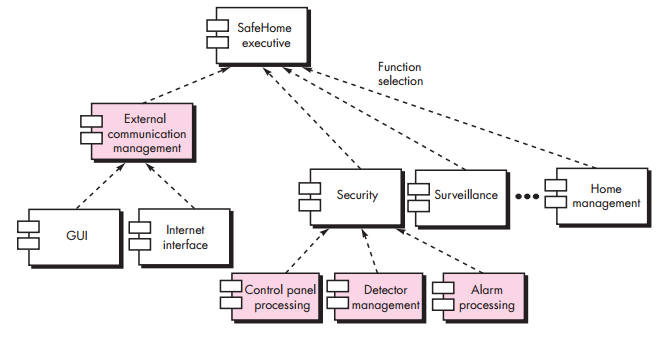 SafeHome
executive
Function
selection
External
communication
management
Security
Surveillance
Home
management
GUI
Internet
interface
Control panel
processing
Detector
management
Alarm
processing